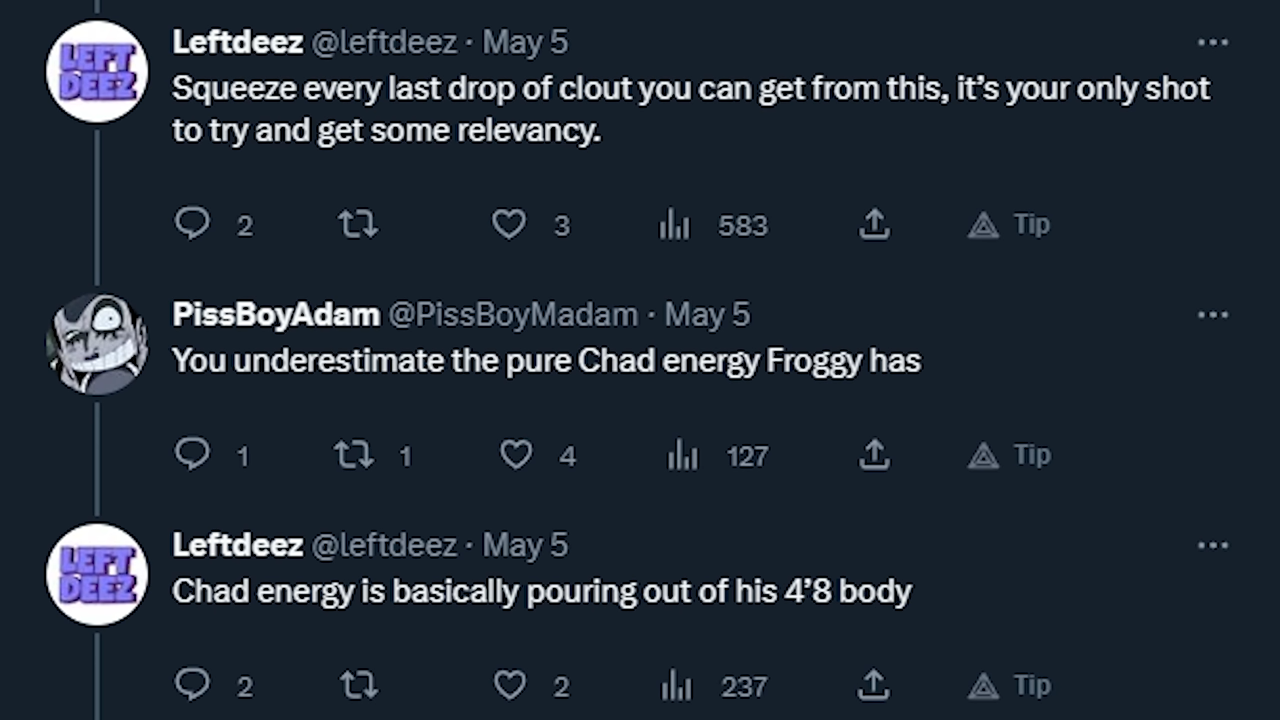 LEFT
DEEZ
Leftdeez @leftdeez · May 5
Squeeze every last drop of clout you can get from this, it’s your only shot
to try and get some relevancy.
2 3 583 Tip
PissBoyAdam @PissBoyMadam · May 5
You underestimate the pure Chad energy Froggy has
1 1 4 127 Tip
LEFT
DEEZ
Leftdeez @leftdeez · May 5
Chad energy is basically pouring out of his 4’8 body
2 2 237 Tip